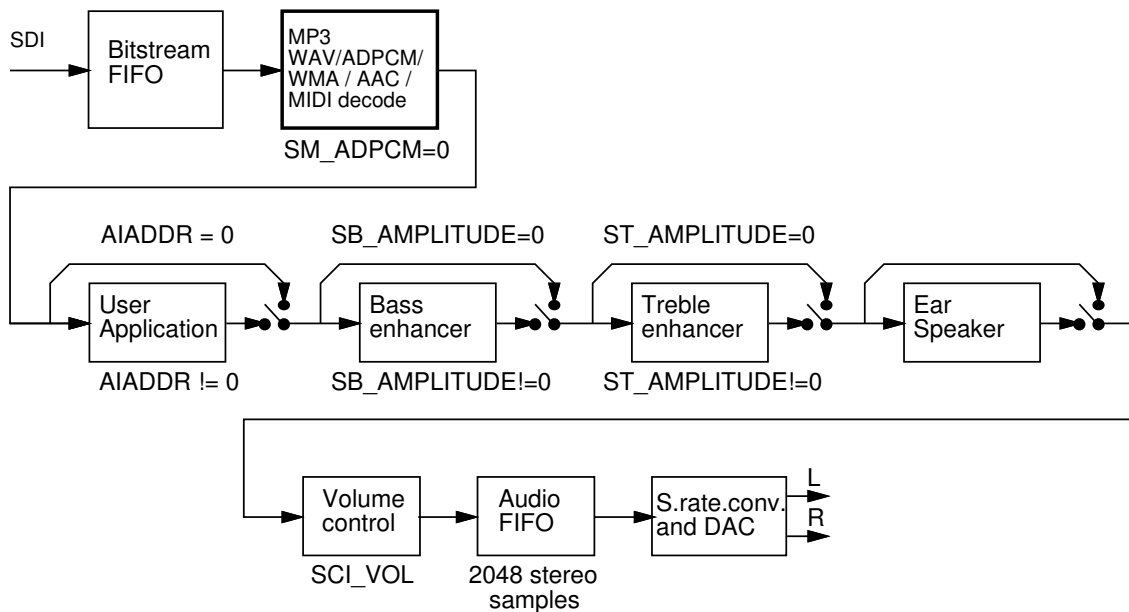 SDI
Bitstream
FIFO
MP3
WAV/ADPCM/
WMA / AAC /
MIDI decode
SM_ADPCM=0
AIADDR = 0
SB_AMPLITUDE=0
ST_AMPLITUDE=0
User
Application
Bass
enhancer
Treble
enhancer
Ear
Speaker
AIADDR != 0
SB_AMPLITUDE!=0
ST_AMPLITUDE!=0
Volume
control
Audio
FIFO
S.rate.conv.
and DAC
L
R
SCI_VOL
2048 stereo
samples